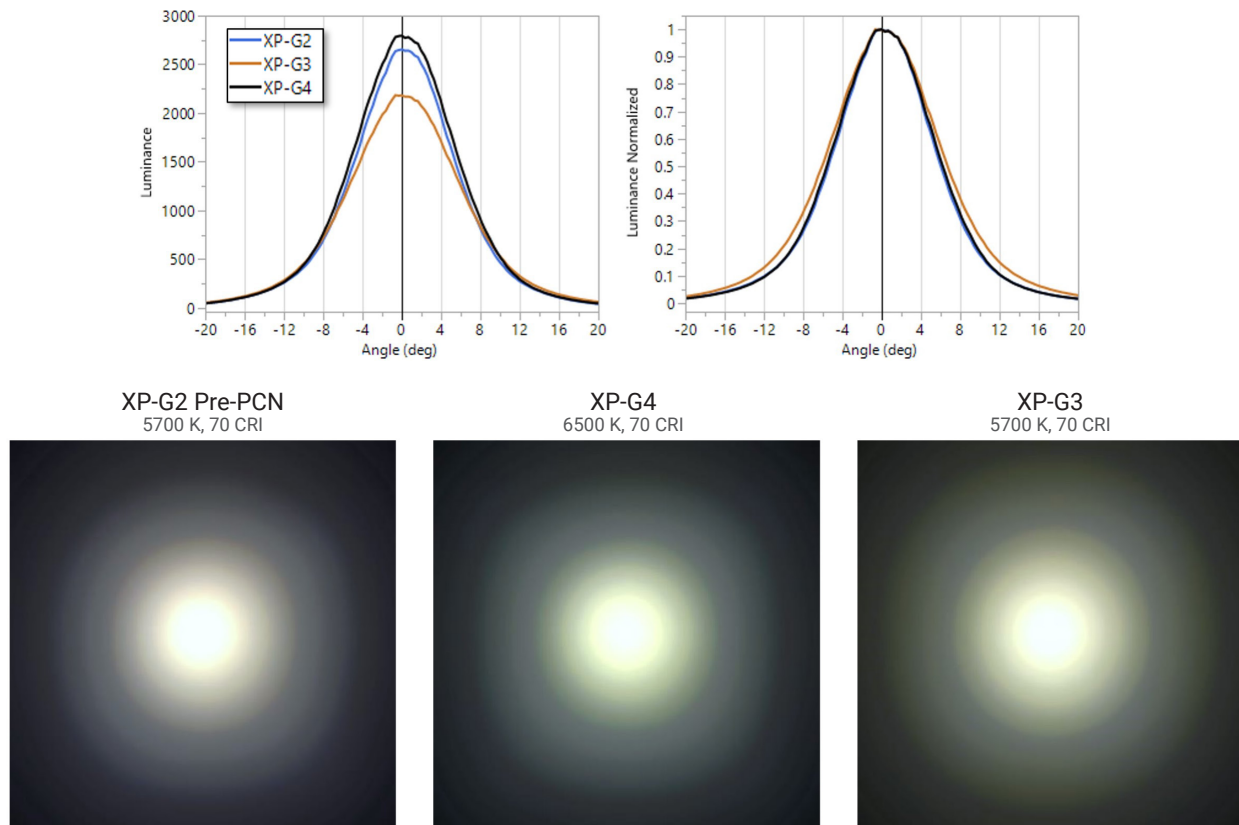 3000
2500
2000
1500
1000
500
0
Luminance
XP-G2
XP-G3
XP-G4
-20 -16 -12 -8 -4 0 4 8 12 16 20
Angle (deg)
1
0.9
0.8
0.7
0.6
0.5
0.4
0.3
0.2
0.1
0
Luminance Normalized
-20 -16 -12 -8 -4 0 4 8 12 16 20
Angle (deg)
XP-G2 Pre-PCN
5700 K, 70 CRI
XP-G4
6500 K, 70 CRI
XP-G3
5700 K, 70 CRI